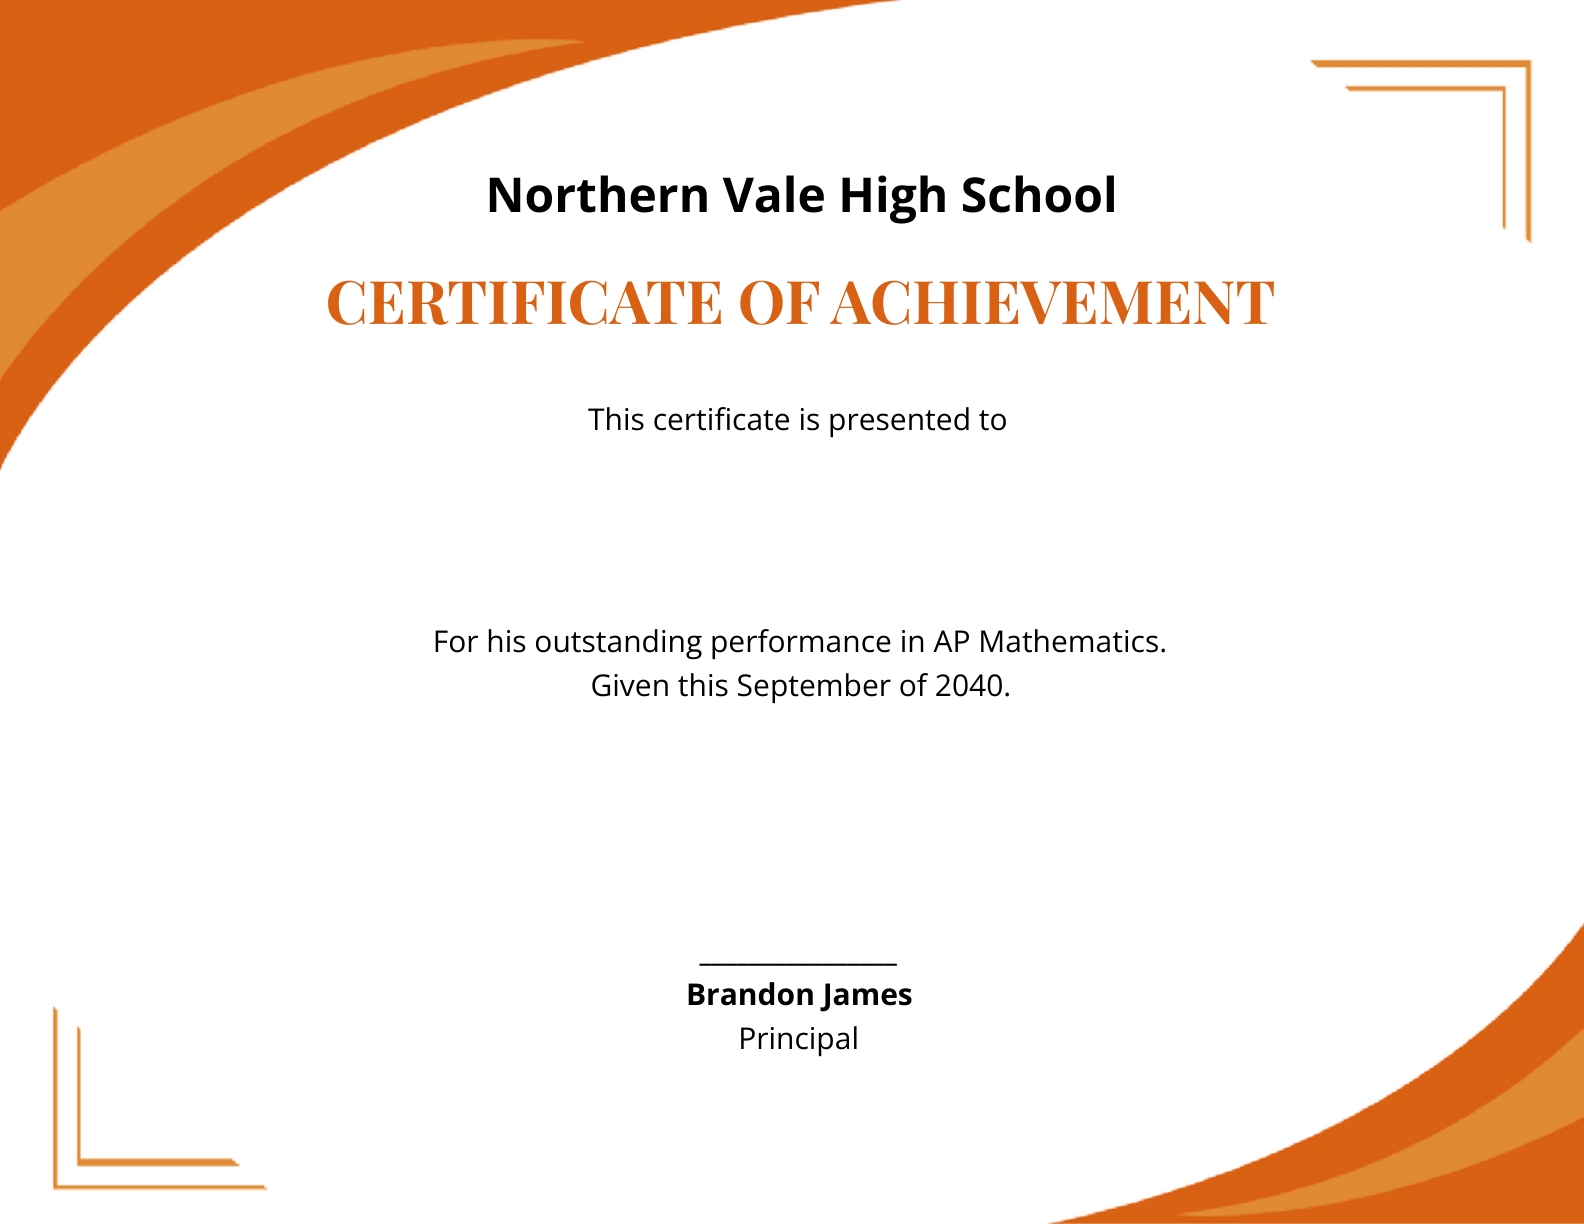 Northern Vale High School
CERTIFICATE OF ACHIEVEMENT
This certificate is presented to
For his outstanding performance in AP Mathematics.
Given this September of 2040.
________________
Brandon James
Principal